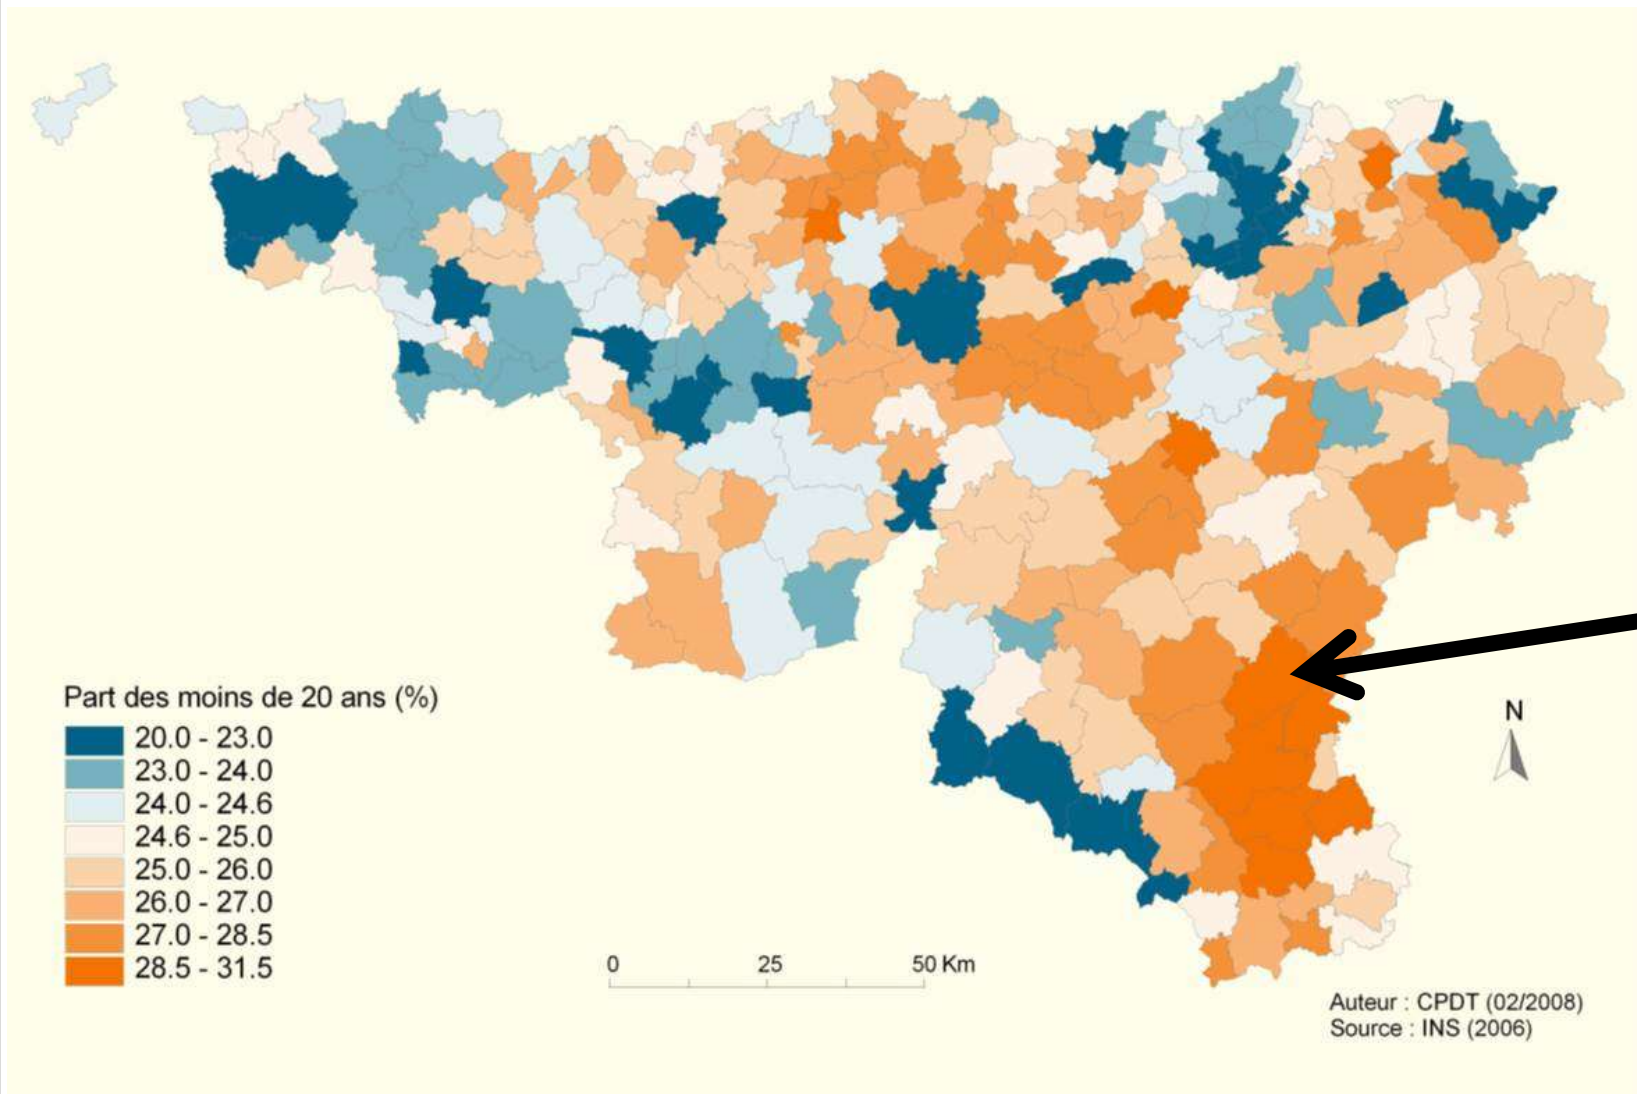 Part des moins de 20 ans (%)
20.0 - 23.0
23.0 - 24.0
24.0 - 24.6
24.6 - 25.0
25.0 - 26.0
26.0 - 27.0
27.0 - 28.5
28.5 - 31.5
0 25 50 Km
N
Auteur : CPDT (02/2008)
Source : INS (2006)